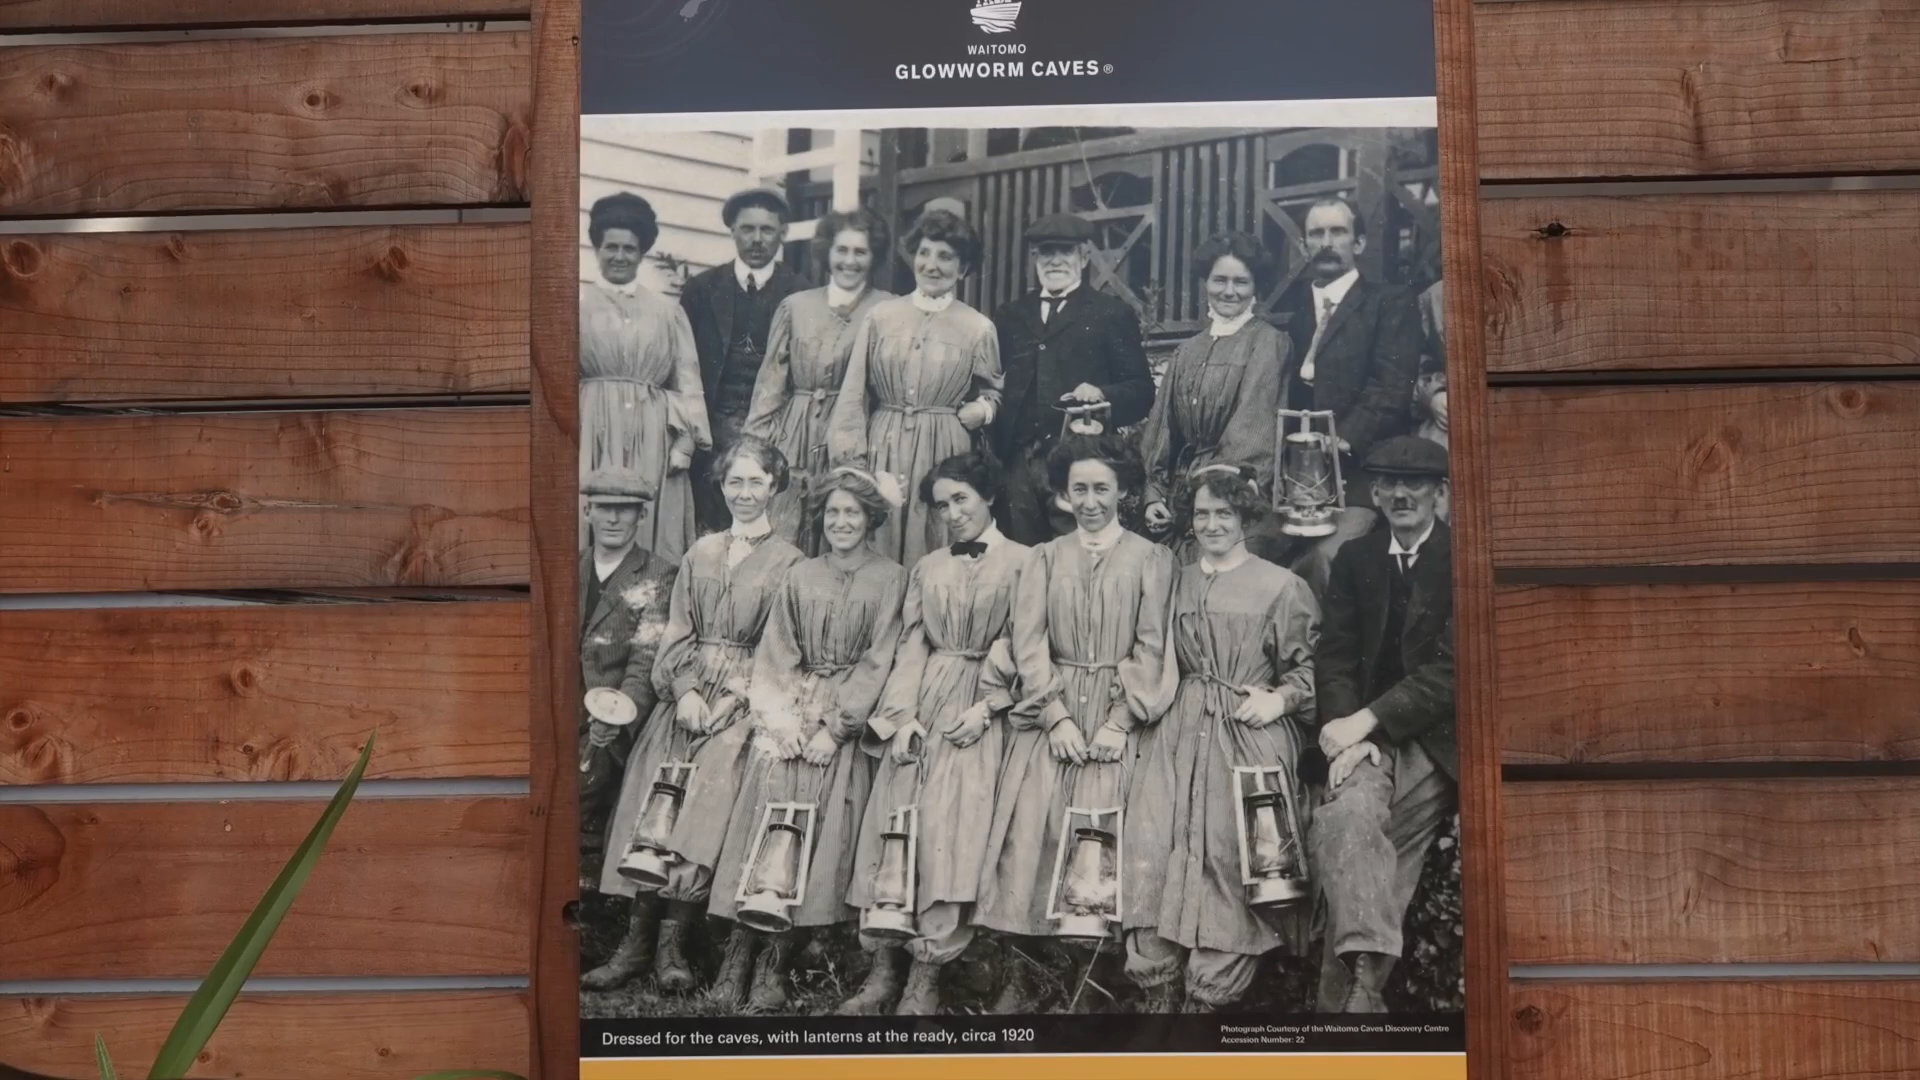 WAITOMO
GLOWWORM CAVES®
Dressed for the caves, with lanterns at the ready, circa 1920
Photograph Courtesy of the Waitomo Caves Discovery Centre
Accession Number: 22